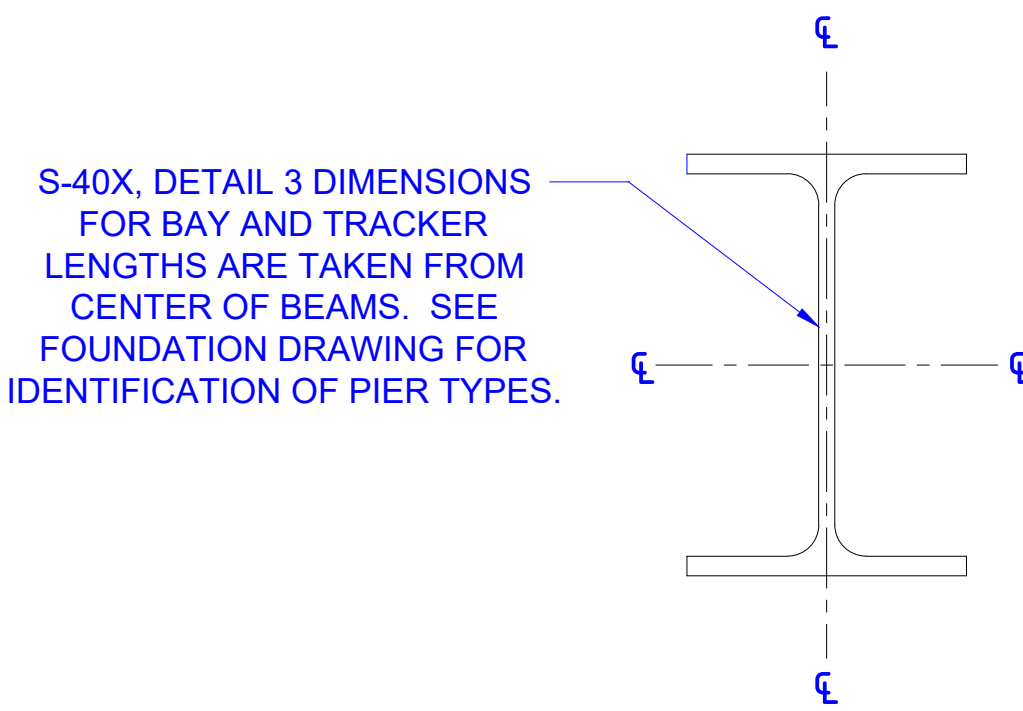 ℄
S-40X, DETAIL 3 DIMENSIONS
FOR BAY AND TRACKER
LENGTHS ARE TAKEN FROM
CENTER OF BEAMS.  SEE
FOUNDATION DRAWING FOR
IDENTIFICATION OF PIER TYPES.
℄ ℄
℄